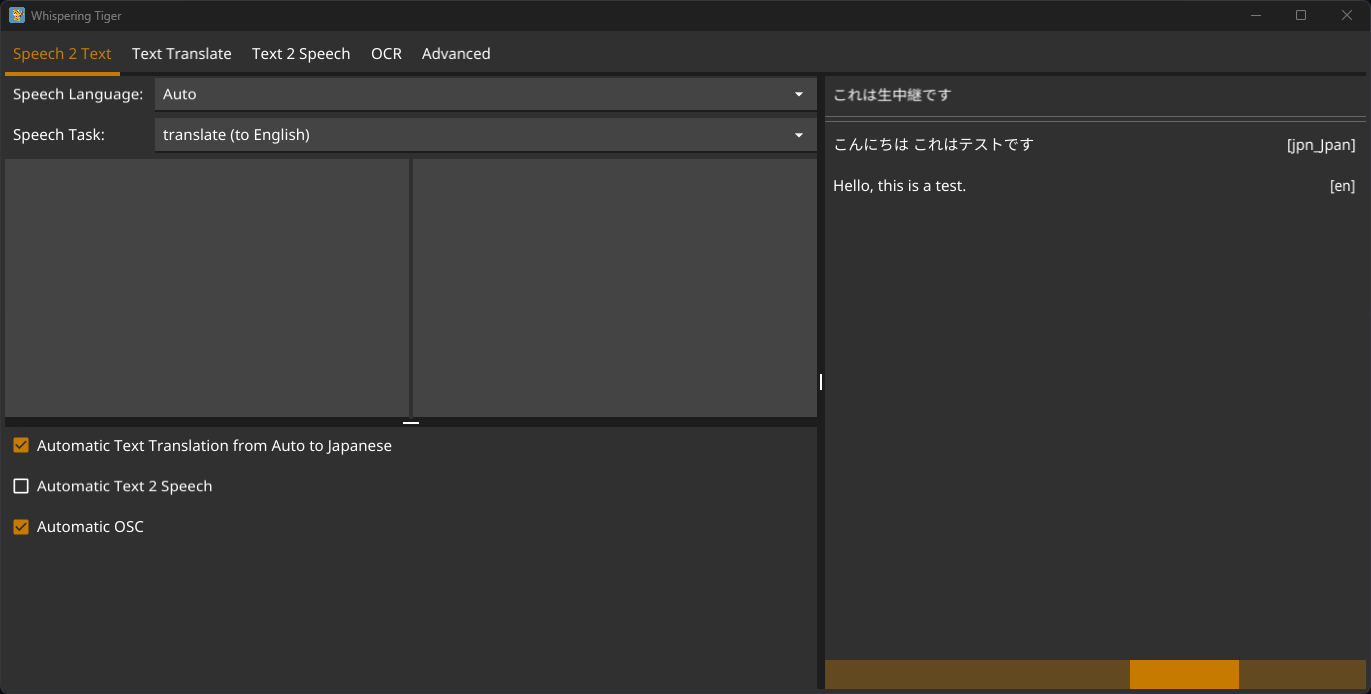 Whispering Tiger
Speech 2 Text Text Translate Text 2 Speech OCR Advanced
Speech Language: Auto
Speech Task: translate (to English)
Automatic Text Translation from Auto to Japanese
Automatic Text 2 Speech
Automatic OSC
これは生中継です
こんにちは これはテストです [jpn_Jpan]
Hello, this is a test. [en]